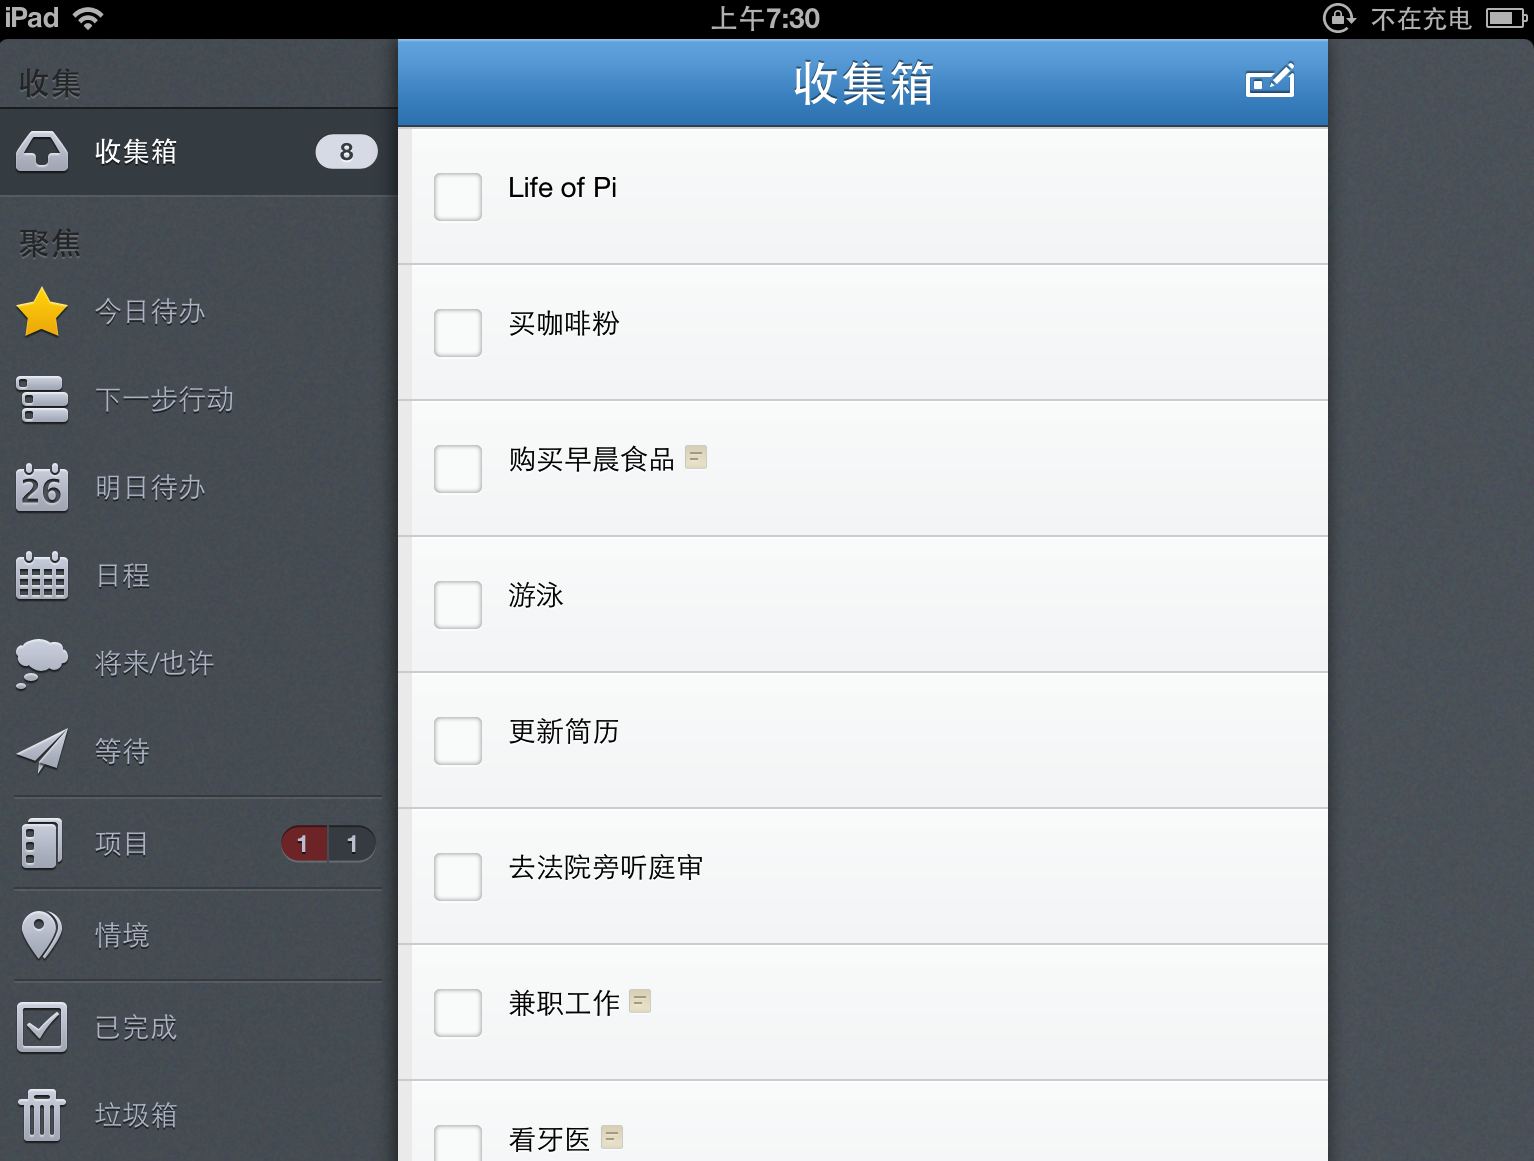 iPad 上午7:30 不在充电
收集
收集箱 8
聚焦
今日待办
下一步行动
26 明日待办
日程
将来/也许
等待
项目 1 1
情境
已完成
垃圾箱
收集箱
Life of Pi
买咖啡粉
购买早晨食品
游泳
更新简历
去法院旁听庭审
兼职工作
看牙医